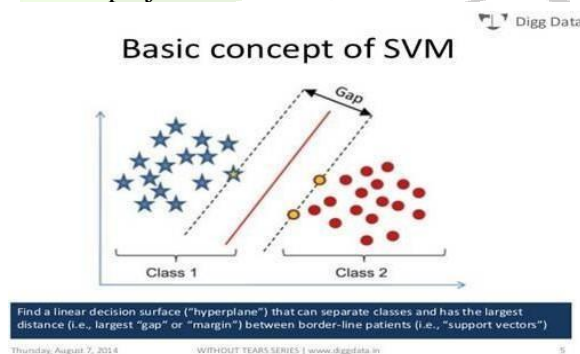 Digg Data
Basic concept of SVM
Gap
Class 1
Class 2
Find a linear decision surface ("hyperplane") that can separate classes and has the largest
distance (i.e., largest "gap" or "margin") between border-line patients (i.e., "support vectors")
Thursday, August 7, 2014
WITHOUT TEARS SERIES | www.diggdata.in
5